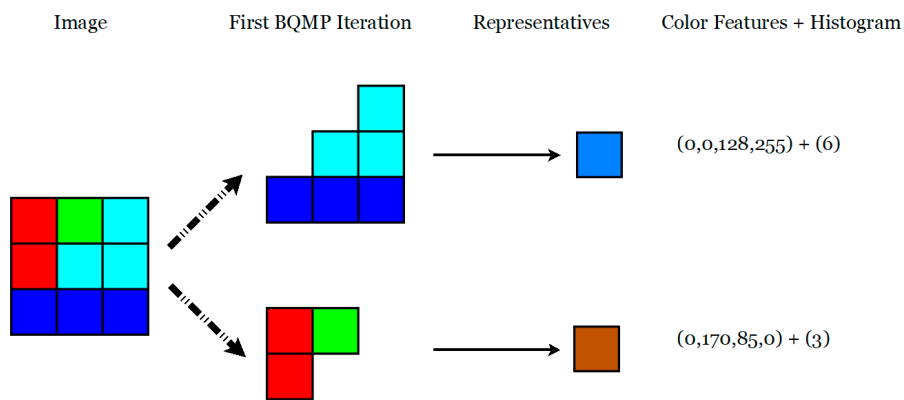 Image First BQMP Iteration Representatives Color Features + Histogram
(0,0,128,255) + (6)
(0,170,85,0) + (3)